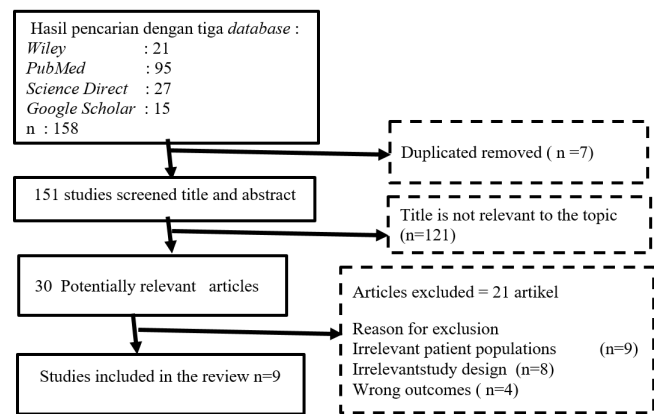 Hasil pencarian dengan tiga database :
Wiley : 21
PubMed : 95
Science Direct : 27
Google Scholar : 15
n : 158
Duplicated removed ( n =7)
151 studies screened title and abstract
Title is not relevant to the topic
(n=121)
30 Potentially relevant articles
Articles excluded = 21 artikel
Reason for exclusion
Irrelevant patient populations (n=9)
Irrelevantstudy design (n=8)
Wrong outcomes ( n=4)
Studies included in the review n=9